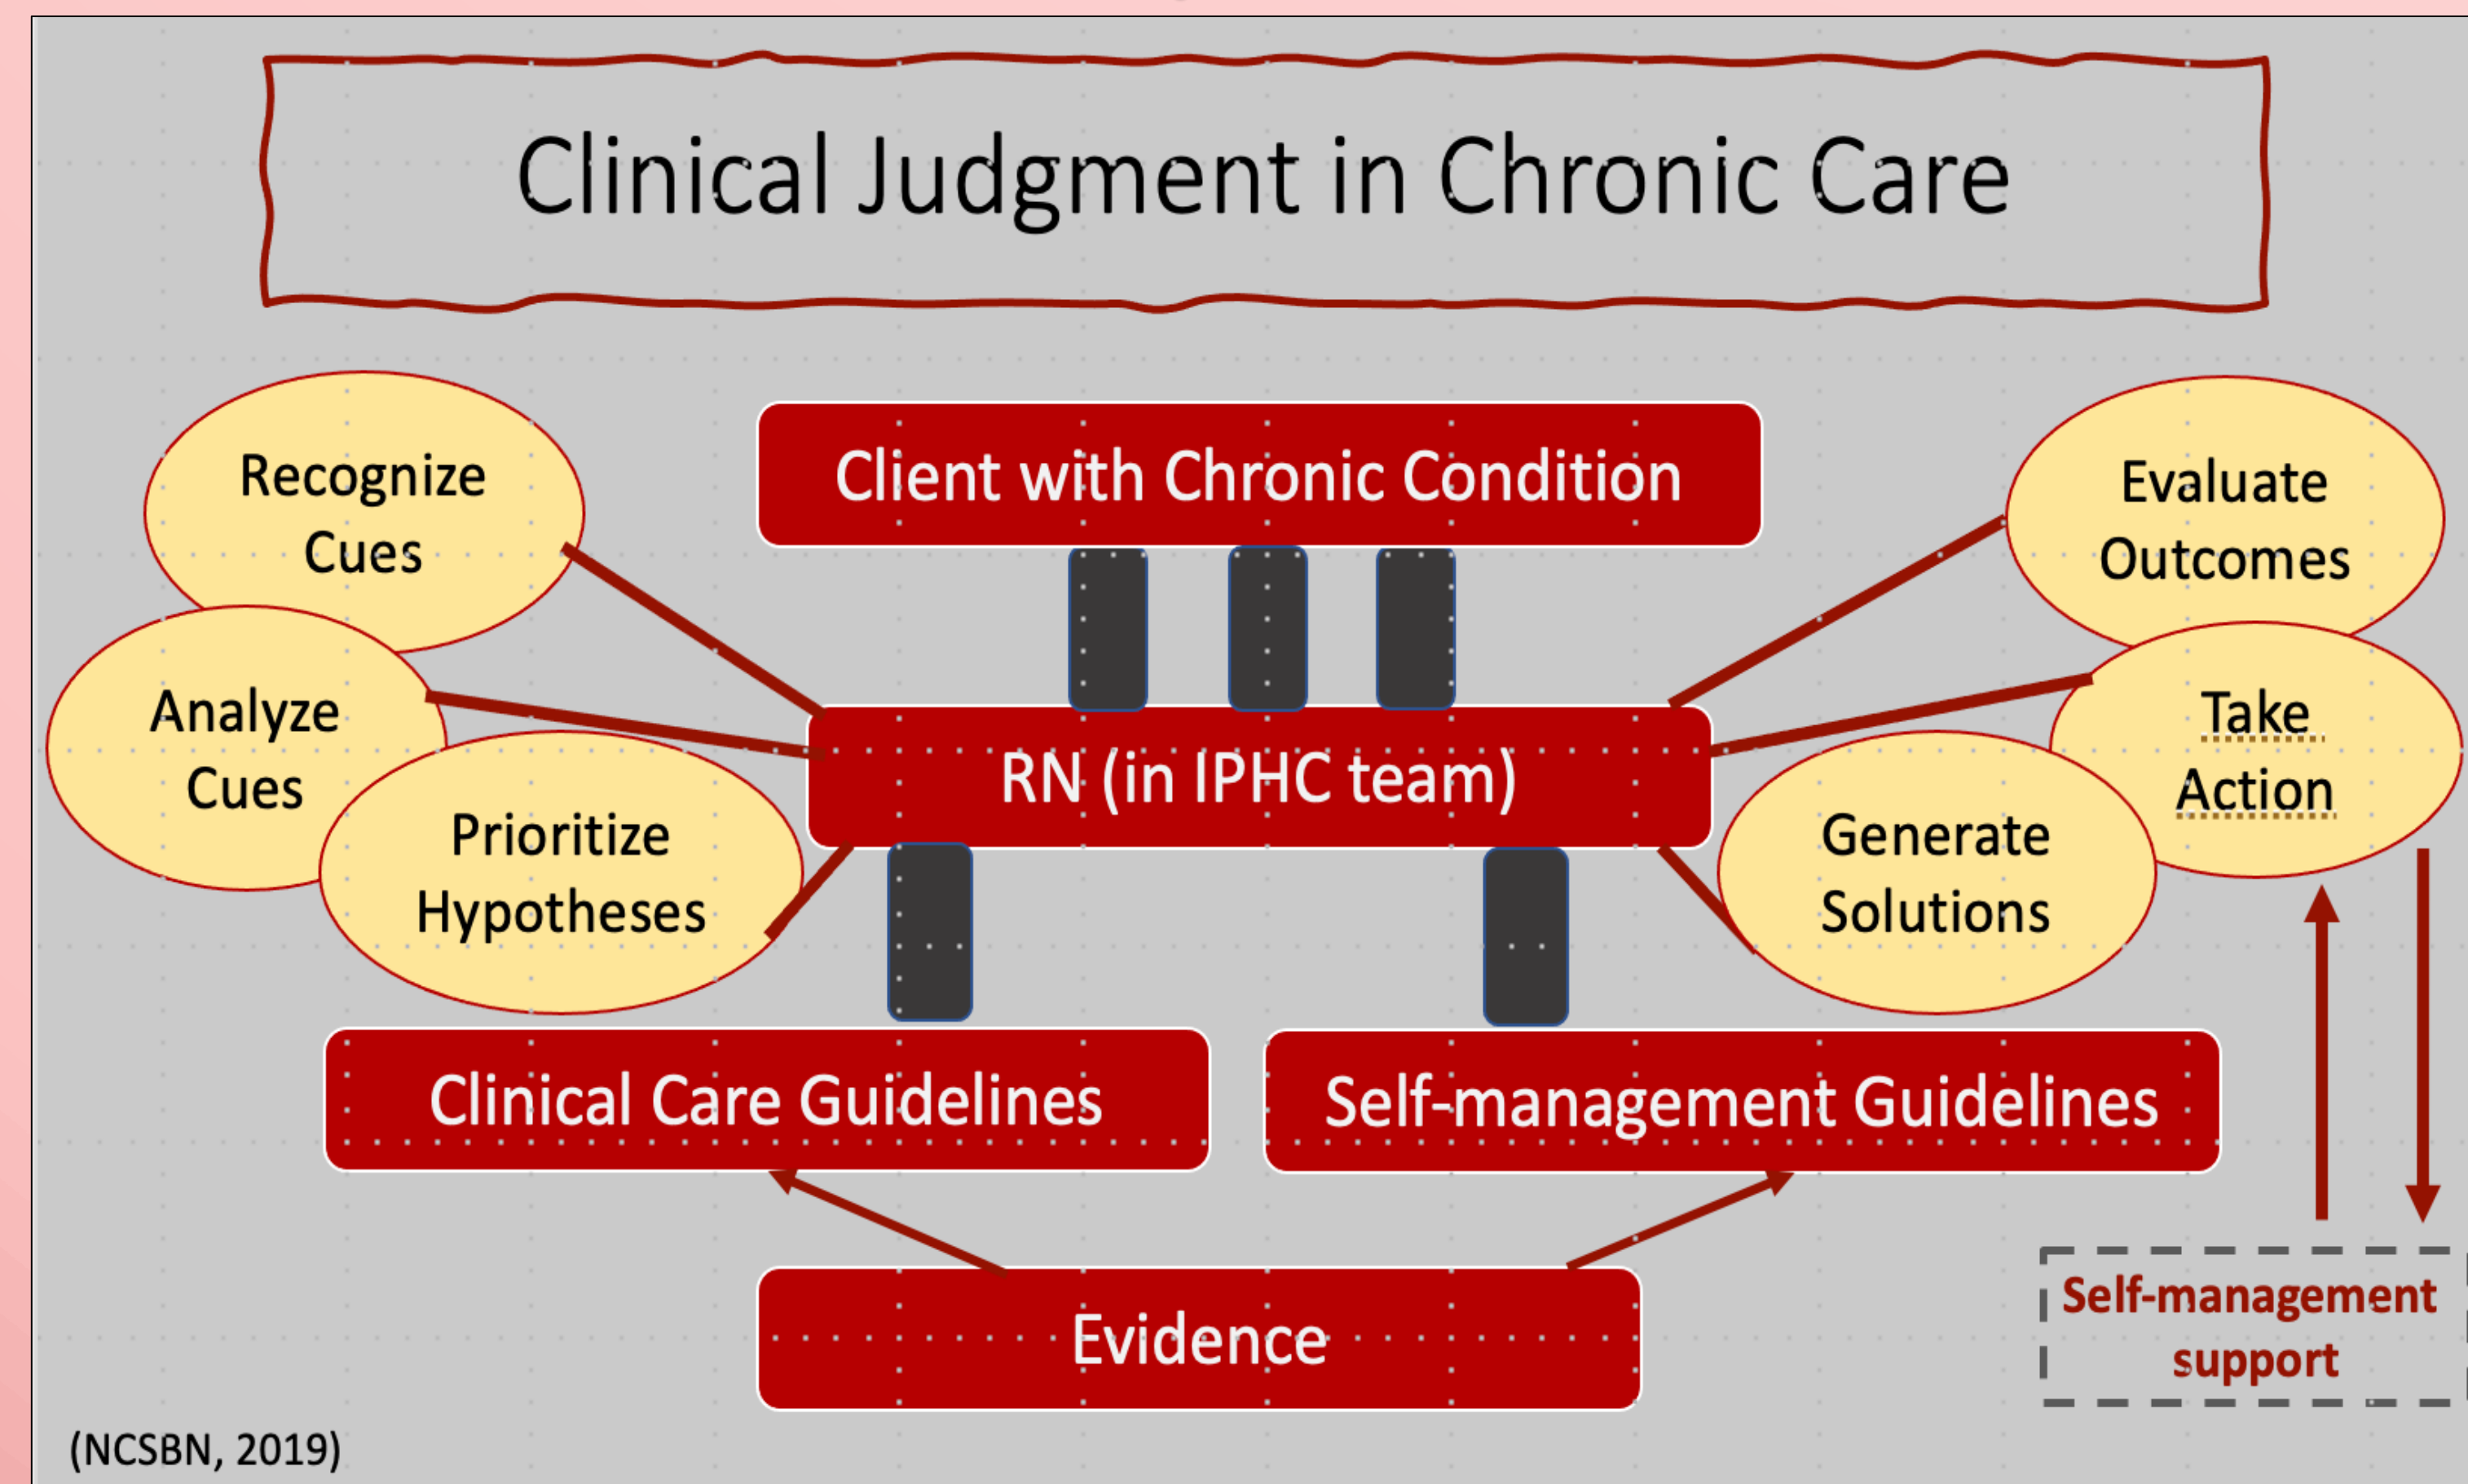 Clinical Judgment in Chronic Care
Recognize
Cues
Analyze
Cues
Prioritize
Hypotheses
Client with Chronic Condition
RN (in IPHC team)
Evaluate
Outcomes
Take
Action
Generate
Solutions
Clinical Care Guidelines
Self-management Guidelines
Evidence
Self-management
support
(NCSBN, 2019)